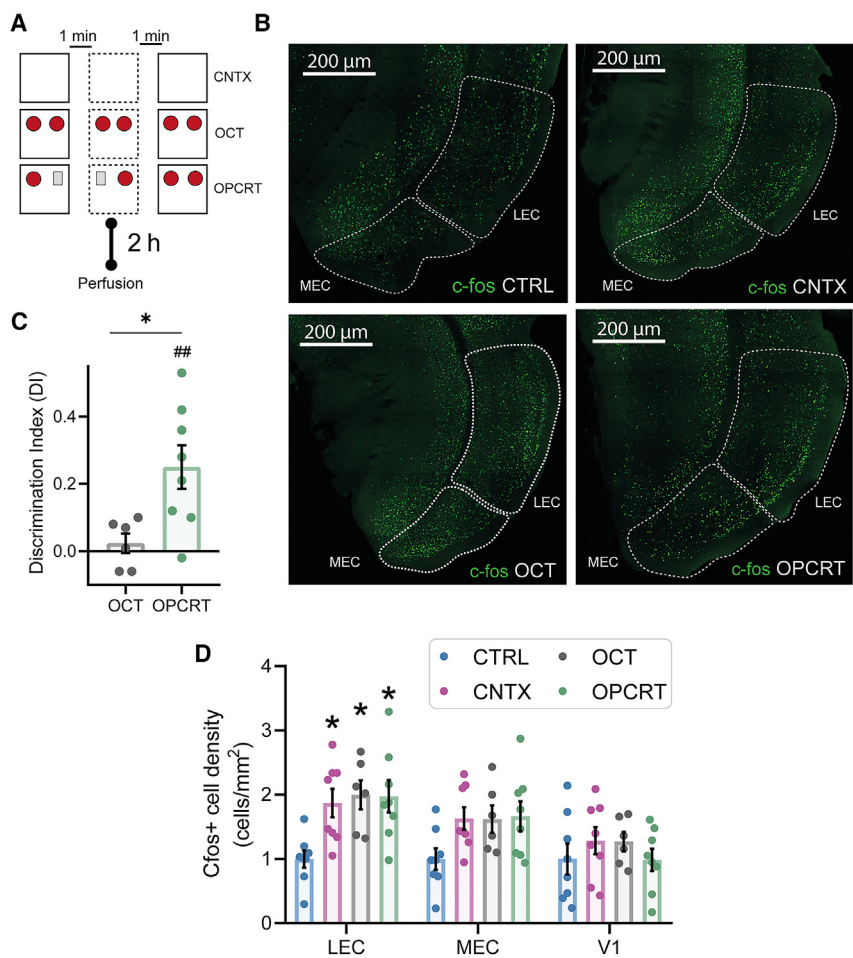 A
1 min
1 min
CNTX
OCT
OPCRT
2 h
Perfusion
B
200 µm
LEC
MEC
c-fos CTRL
200 µm
LEC
MEC
c-fos CNTX
200 µm
LEC
MEC
c-fos OCT
200 µm
LEC
MEC
c-fos OPCRT
C
*
##
Discrimination Index (DI)
0.4
0.2
0.0
OCT
OPCRT
D
Cfos+ cell density
(cells/mm²)
4
3
2
1
0
CTRL
OCT
CNTX
OPCRT
* * *
LEC
MEC
V1